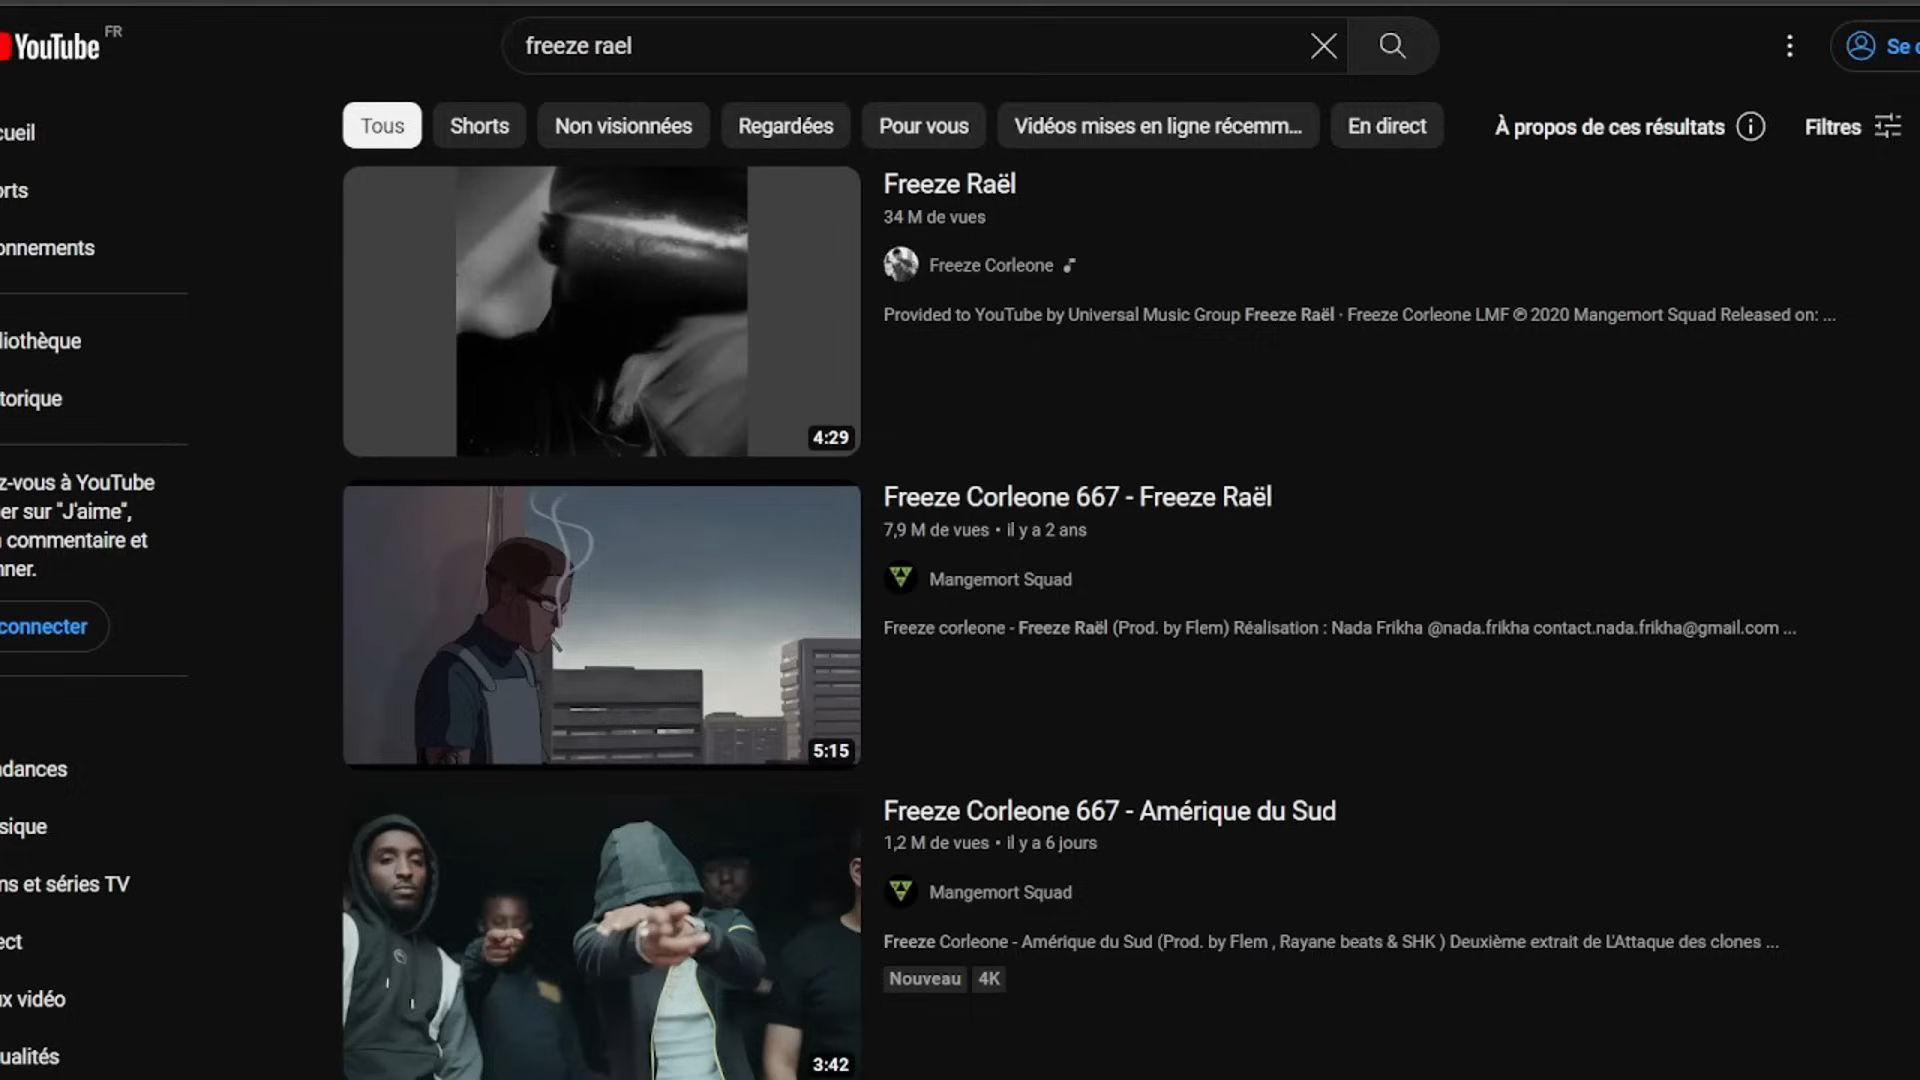 YouTube FR
freeze rael
Se c
Tous
Shorts
Non visionnées
Regardées
Pour vous
Vidéos mises en ligne récemm...
En direct
À propos de ces résultats
Filtres
cueil
orts
onnements
liothèque
torique
z-vous à YouTube
er sur "J'aime",
commentaire et
nner.
connecter
dances
sique
ns et séries TV
ect
x vidéo
ualités
Freeze Raël
34 M de vues
Freeze Corleone
Provided to YouTube by Universal Music Group Freeze Raël · Freeze Corleone LMF ℗ 2020 Mangemort Squad Released on: ...
4:29
Freeze Corleone 667 - Freeze Raël
7,9 M de vues • il y a 2 ans
Mangemort Squad
Freeze corleone - Freeze Raël (Prod. by Flem) Réalisation : Nada Frikha @nada.frikha contact.nada.frikha@gmail.com ...
5:15
Freeze Corleone 667 - Amérique du Sud
1,2 M de vues • il y a 6 jours
Mangemort Squad
Freeze Corleone - Amérique du Sud (Prod. by Flem , Rayane beats & SHK ) Deuxième extrait de L'Attaque des clones ...
Nouveau
4K
3:42